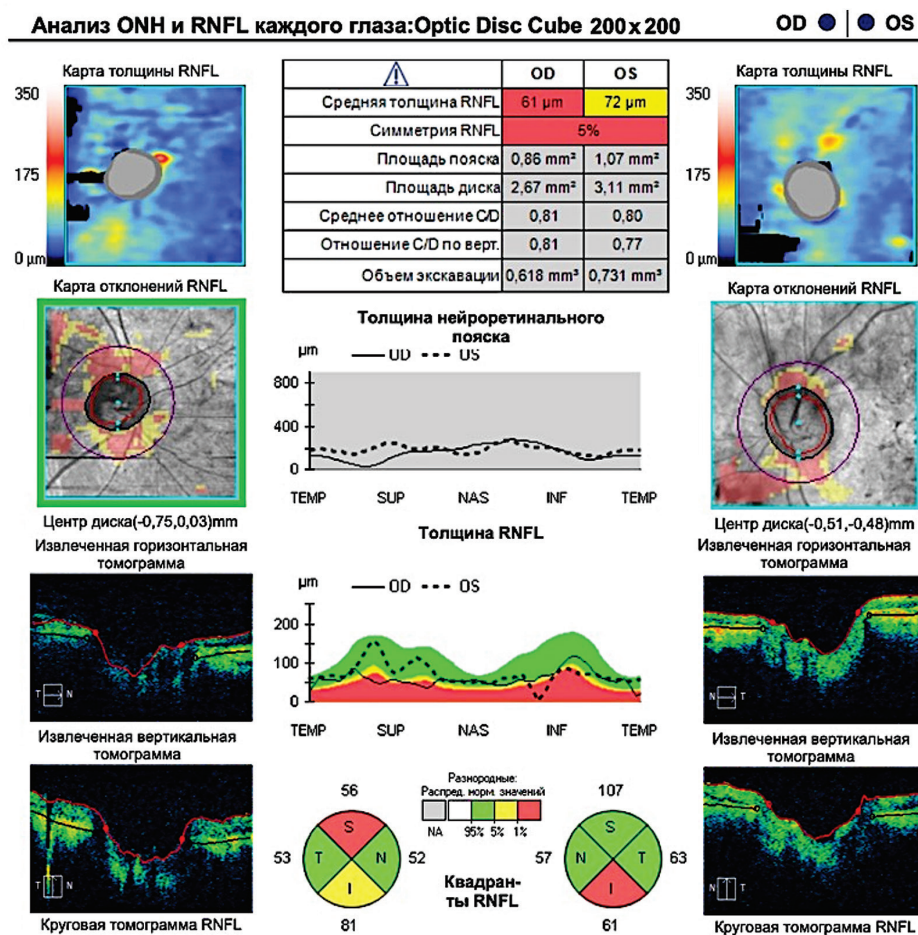 Анализ ONH и RNFL каждого глаза:Optic Disc Cube 200x200
OD OS
Карта толщины RNFL
350
175
0 µm
Карта отклонений RNFL
Центр диска(-0,75,0,03)mm
Извлеченная горизонтальная
томограмма
T N
Извлеченная вертикальная
томограмма
T N
Круговая томограмма RNFL
OD OS
Средняя толщина RNFL 61 µm 72 µm
Симметрия RNFL 5%
Площадь пояска 0,86 mm² 1,07 mm²
Площадь диска 2,67 mm² 3,11 mm²
Среднее отношение C/D 0,81 0,80
Отношение C/D по верт. 0,81 0,77
Объем экскавации 0,618 mm³ 0,731 mm³
Толщина нейроретинального
пояска
µm OD OS
800
400
0
TEMP SUP NAS INF TEMP
Толщина RNFL
µm OD OS
200
100
0
TEMP SUP NAS INF TEMP
Разнородные:
Распред. норм. значений
NA 95% 5% 1%
56
S
53 T N 52
I
81
107
S
57 N T 63
I
61
Квадран-
ты RNFL
Карта толщины RNFL
350
175
0 µm
Карта отклонений RNFL
Центр диска(-0,51,-0,48)mm
Извлеченная горизонтальная
томограмма
N T
Извлеченная вертикальная
томограмма
N T
Круговая томограмма RNFL